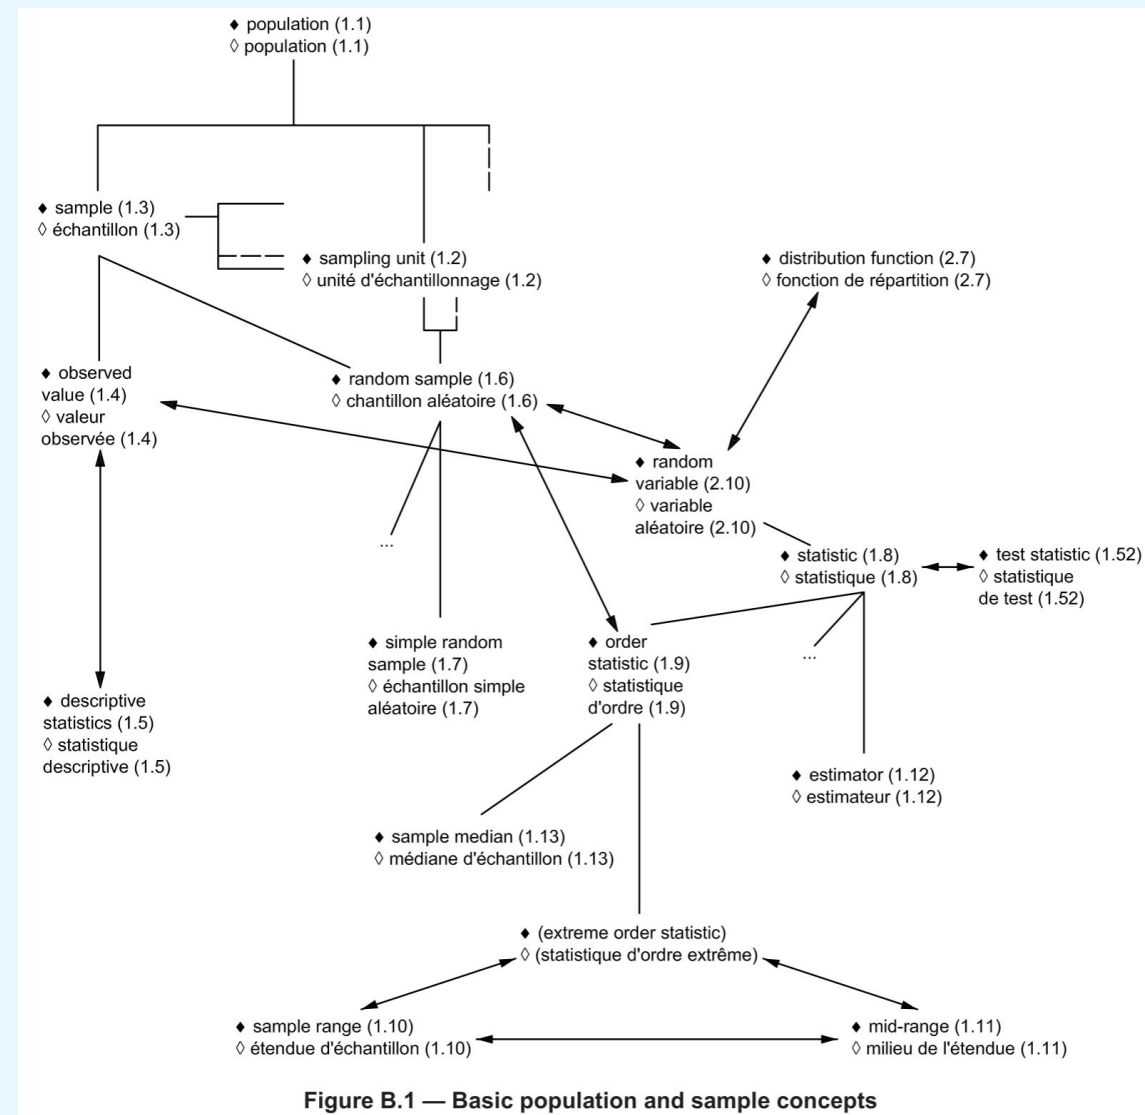 ♦ population (1.1)
◊ population (1.1)
♦ sample (1.3)
◊ échantillon (1.3)
♦ sampling unit (1.2)
◊ unité d'échantillonnage (1.2)
♦ distribution function (2.7)
◊ fonction de répartition (2.7)
♦ observed
value (1.4)
◊ valeur
observée (1.4)
♦ random sample (1.6)
◊ chantillon aléatoire (1.6)
♦ random
variable (2.10)
◊ variable
aléatoire (2.10)
...
♦ statistic (1.8)
◊ statistique (1.8)
♦ test statistic (1.52)
◊ statistique
de test (1.52)
♦ simple random
sample (1.7)
◊ échantillon simple
aléatoire (1.7)
♦ order
statistic (1.9)
◊ statistique
d'ordre (1.9)
...
♦ descriptive
statistics (1.5)
◊ statistique
descriptive (1.5)
♦ estimator (1.12)
◊ estimateur (1.12)
♦ sample median (1.13)
◊ médiane d'échantillon (1.13)
♦ (extreme order statistic)
◊ (statistique d'ordre extrême)
♦ sample range (1.10)
◊ étendue d'échantillon (1.10)
♦ mid-range (1.11)
◊ milieu de l'étendue (1.11)
Figure B.1 — Basic population and sample concepts